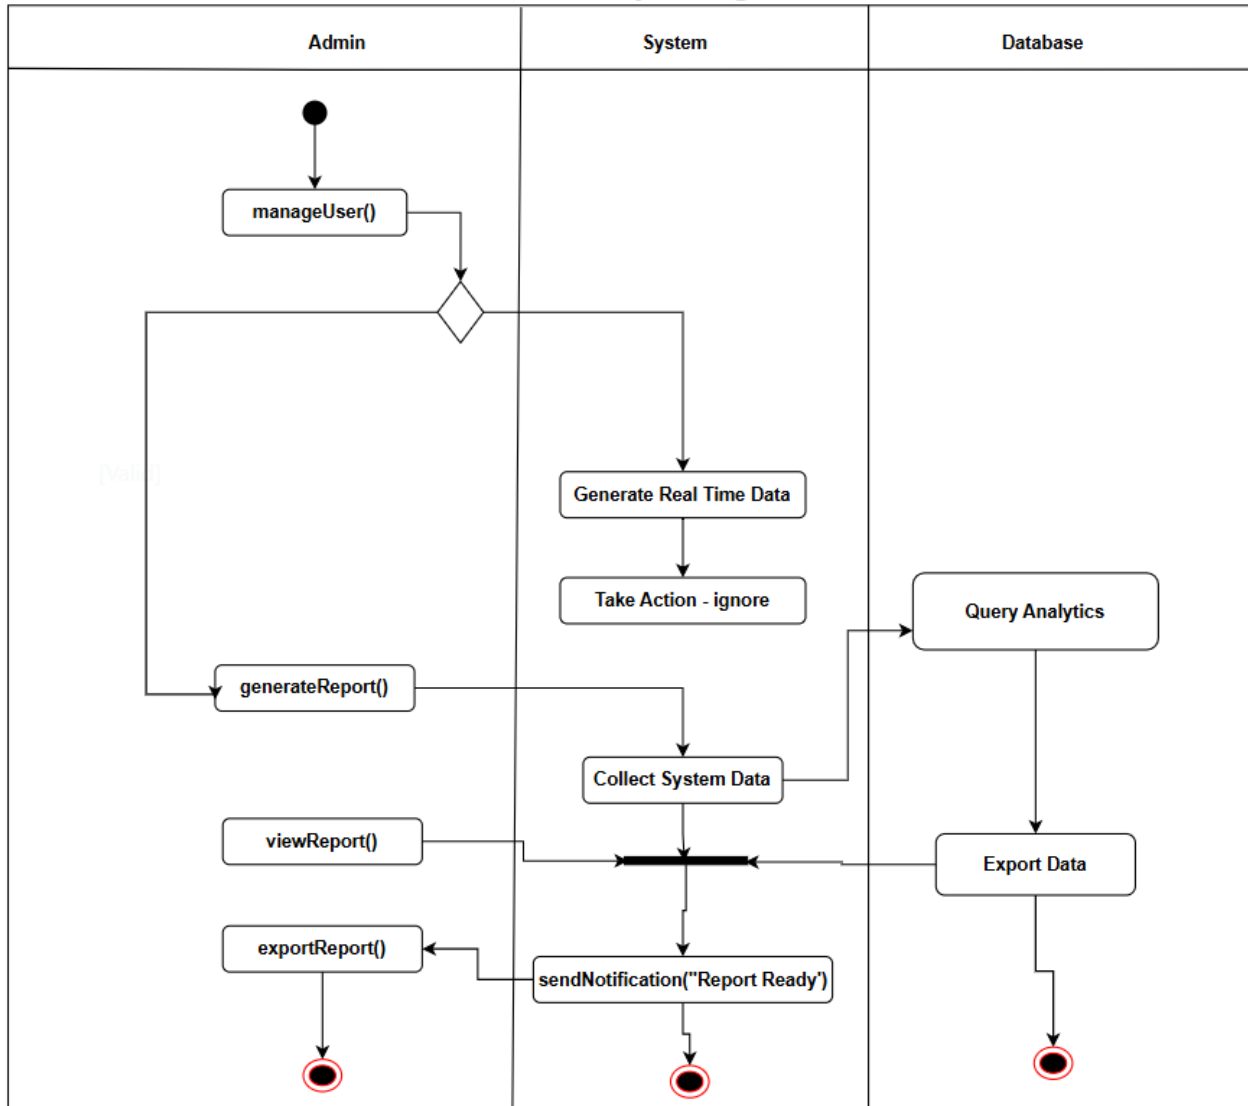 Admin
System
Database
manageUser()
[Valid]
Generate Real Time Data
Take Action - ignore
Query Analytics
generateReport()
Collect System Data
viewReport()
Export Data
exportReport()
sendNotification("Report Ready')